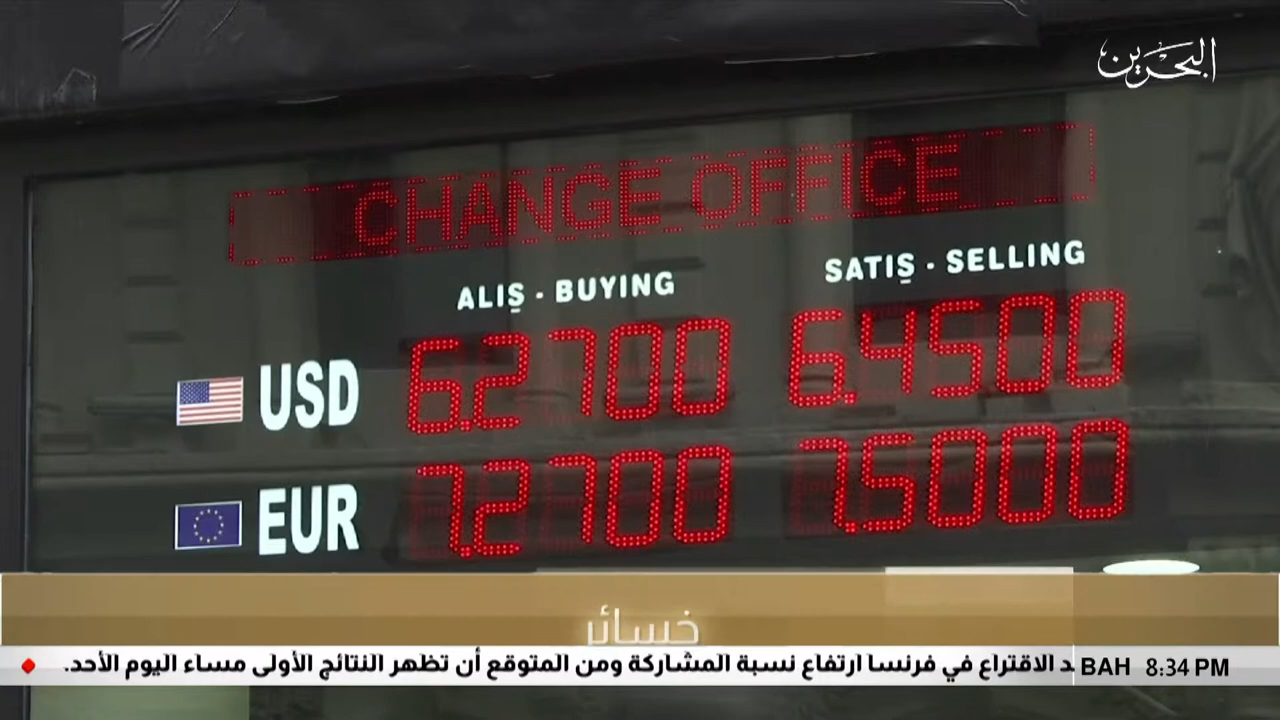 البحرين
CHANGE OFFICE
ALIŞ - BUYING SATIŞ - SELLING
USD 6.2700 6.4500
EUR 7.2700 7.5000
خسائر
د الاقتراع في فرنسا ارتفاع نسبة المشاركة ومن المتوقع أن تظهر النتائج الأولى مساء اليوم الأحد.
BAH 8:34 PM